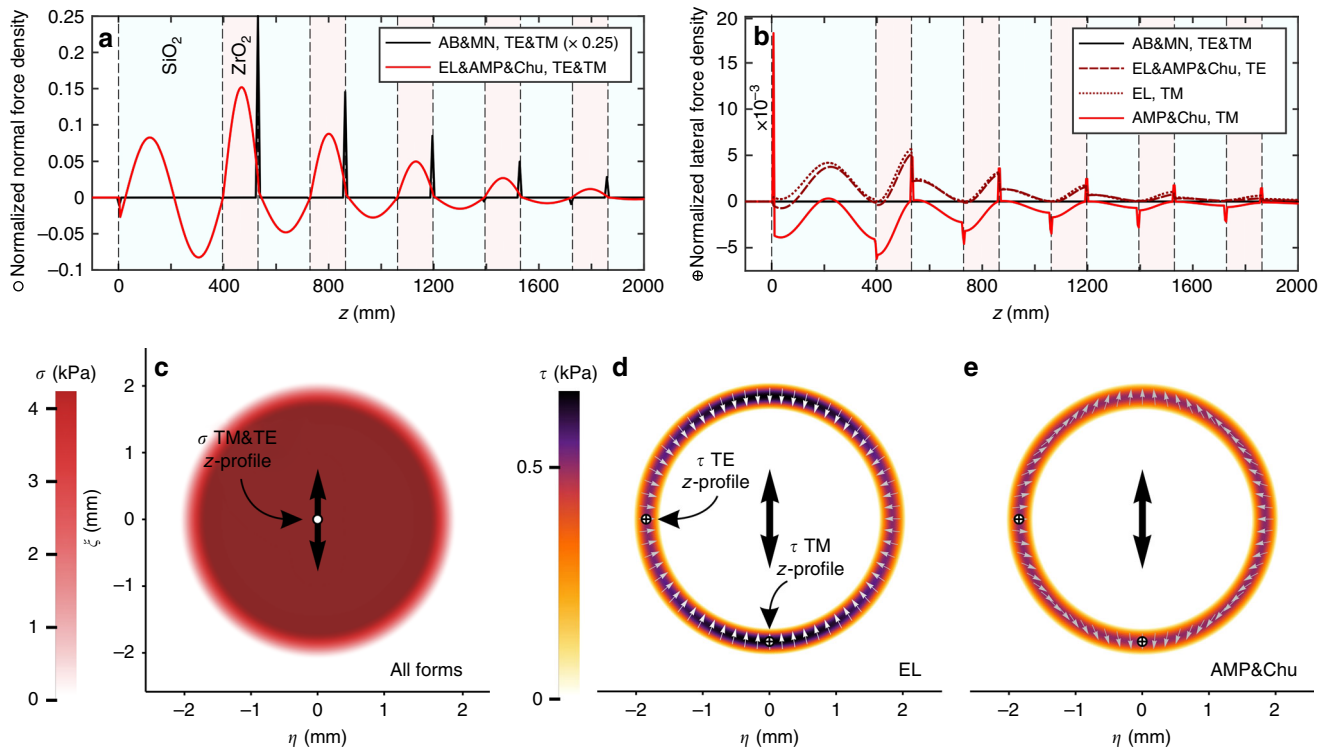 a
AB&MN, TE&TM (× 0.25)
EL&AMP&Chu, TE&TM
SiO2
ZrO2
Normalized normal force density
0.25
0.20
0.15
0.10
0.05
0
−0.05
−0.1
0
400
800
1200
1600
2000
z (mm)
b
AB&MN, TE&TM
EL&AMP&Chu, TE
EL, TM
AMP&Chu, TM
⊕Normalized lateral force density
×10−3
20
15
10
5
0
−5
0
400
800
1200
1600
2000
z (mm)
σ (kPa)
4
3
2
1
0
c
σ TM&TE
z-profile
ξ (mm)
2
1
0
−1
−2
All forms
−2
−1
0
1
2
η (mm)
τ (kPa)
0.5
0
d
τ TE
z-profile
τ TM
z-profile
EL
−2
−1
0
1
2
η (mm)
e
AMP&Chu
−2
−1
0
1
2
η (mm)